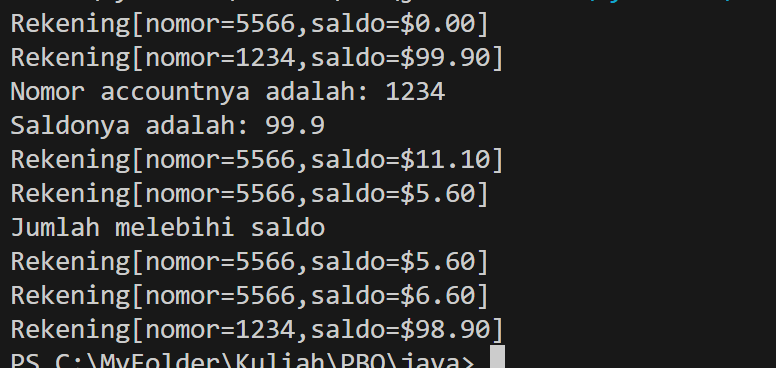 Rekening[nomor=5566,saldo=$0.00]
Rekening[nomor=1234,saldo=$99.90]
Nomor accountnya adalah: 1234
Saldonya adalah: 99.9
Rekening[nomor=5566,saldo=$11.10]
Rekening[nomor=5566,saldo=$5.60]
Jumlah melebihi saldo
Rekening[nomor=5566,saldo=$5.60]
Rekening[nomor=5566,saldo=$6.60]
Rekening[nomor=1234,saldo=$98.90]
PS C:\MyFolder\Kuliah\PBO\java>